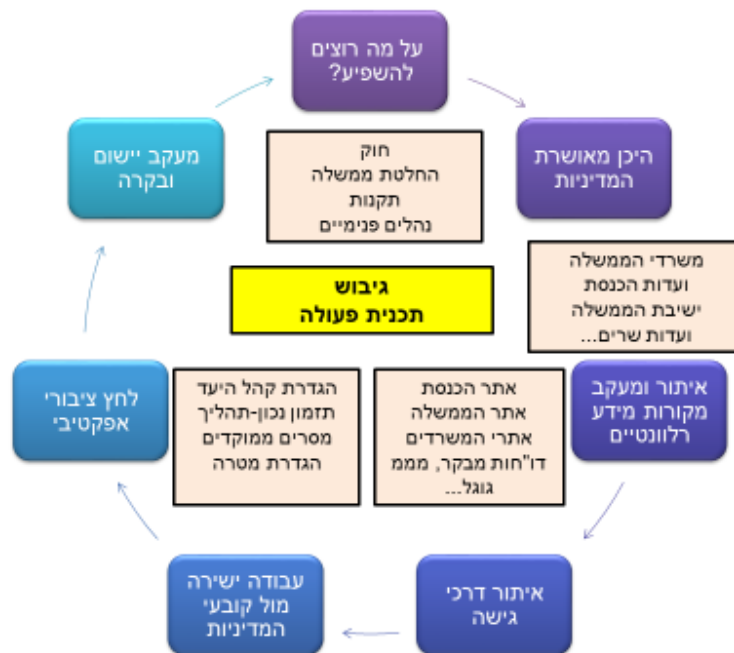 על מה רוצים
להשפיע?
היכן מאושרת
המדיניות
מעקב יישום
ובקרה
חוק
החלטת ממשלה
תקנות
נהלים פנימיים
משרדי הממשלה
ועדות הכנסת
ישיבת הממשלה
ועדות שרים...
גיבוש
תכנית פעולה
איתור ומעקב
מקורות מידע
רלוונטיים
אתר הכנסת
אתר הממשלה
אתרי המשרדים
דו"חות מבקר, מממ
גוגל...
הגדרת קהל היעד
תזמון נכון-תהליך
מסרים ממוקדים
הגדרת מטרה
לחץ ציבורי
אפקטיבי
איתור דרכי
גישה
עבודה ישירה
מול קובעי
המדיניות